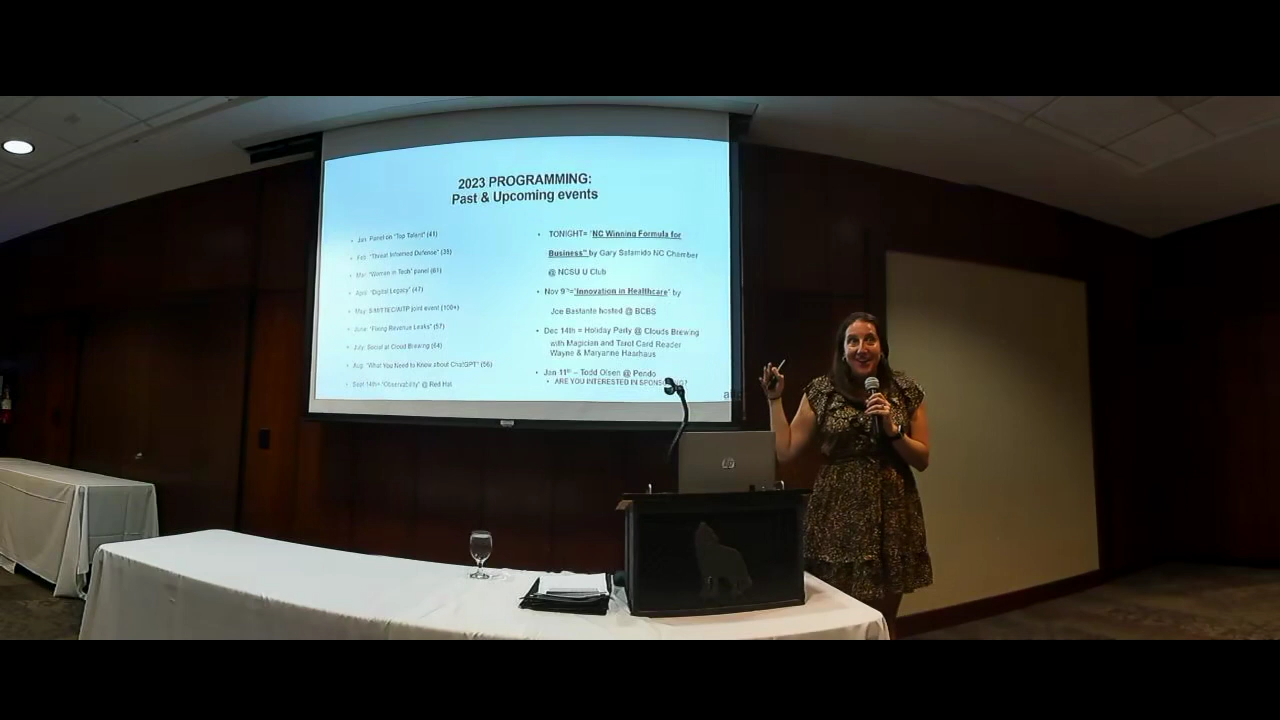 2023 PROGRAMMING:
Past & Upcoming events
• Jan: Panel on "Top Talent" (41)
• Feb: "Threat Informed Defense" (35)
• Mar: "Women in Tech" panel (61)
• April: "Digital Legacy" (47)
• May: joint event (100+)
• June: "Fixing Revenue Leaks" (57)
• July: Social at Cloud Brewing (64)
• Aug: "What You Need to Know about ChatGPT" (56)
• Sept 14th= "Observability" @ Red Hat
• TONIGHT= "NC Winning Formula for
Business" by Gary Salamido NC Chamber
@ NCSU U Club
• Nov 9th="Innovation in Healthcare" by
Joe Bastante hosted @ BCBS
• Dec 14th = Holiday Party @ Clouds Brewing
with Magician and Tarot Card Reader
Wayne & Maryanne Haarhaus
• Jan 11th – Todd Olsen @ Pendo
• ARE YOU INTERESTED IN
hp